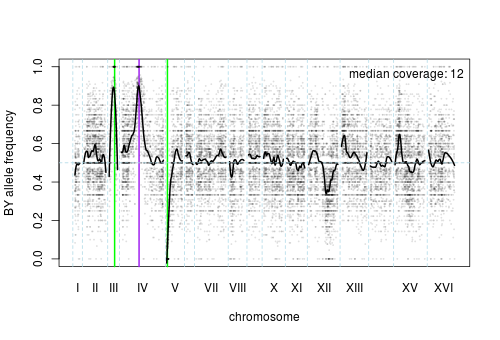 median coverage: 12
BY allele frequency
1.0
0.8
0.6
0.4
0.2
0.0
I II III IV V VII VIII X XI XII XIII XV XVI
chromosome